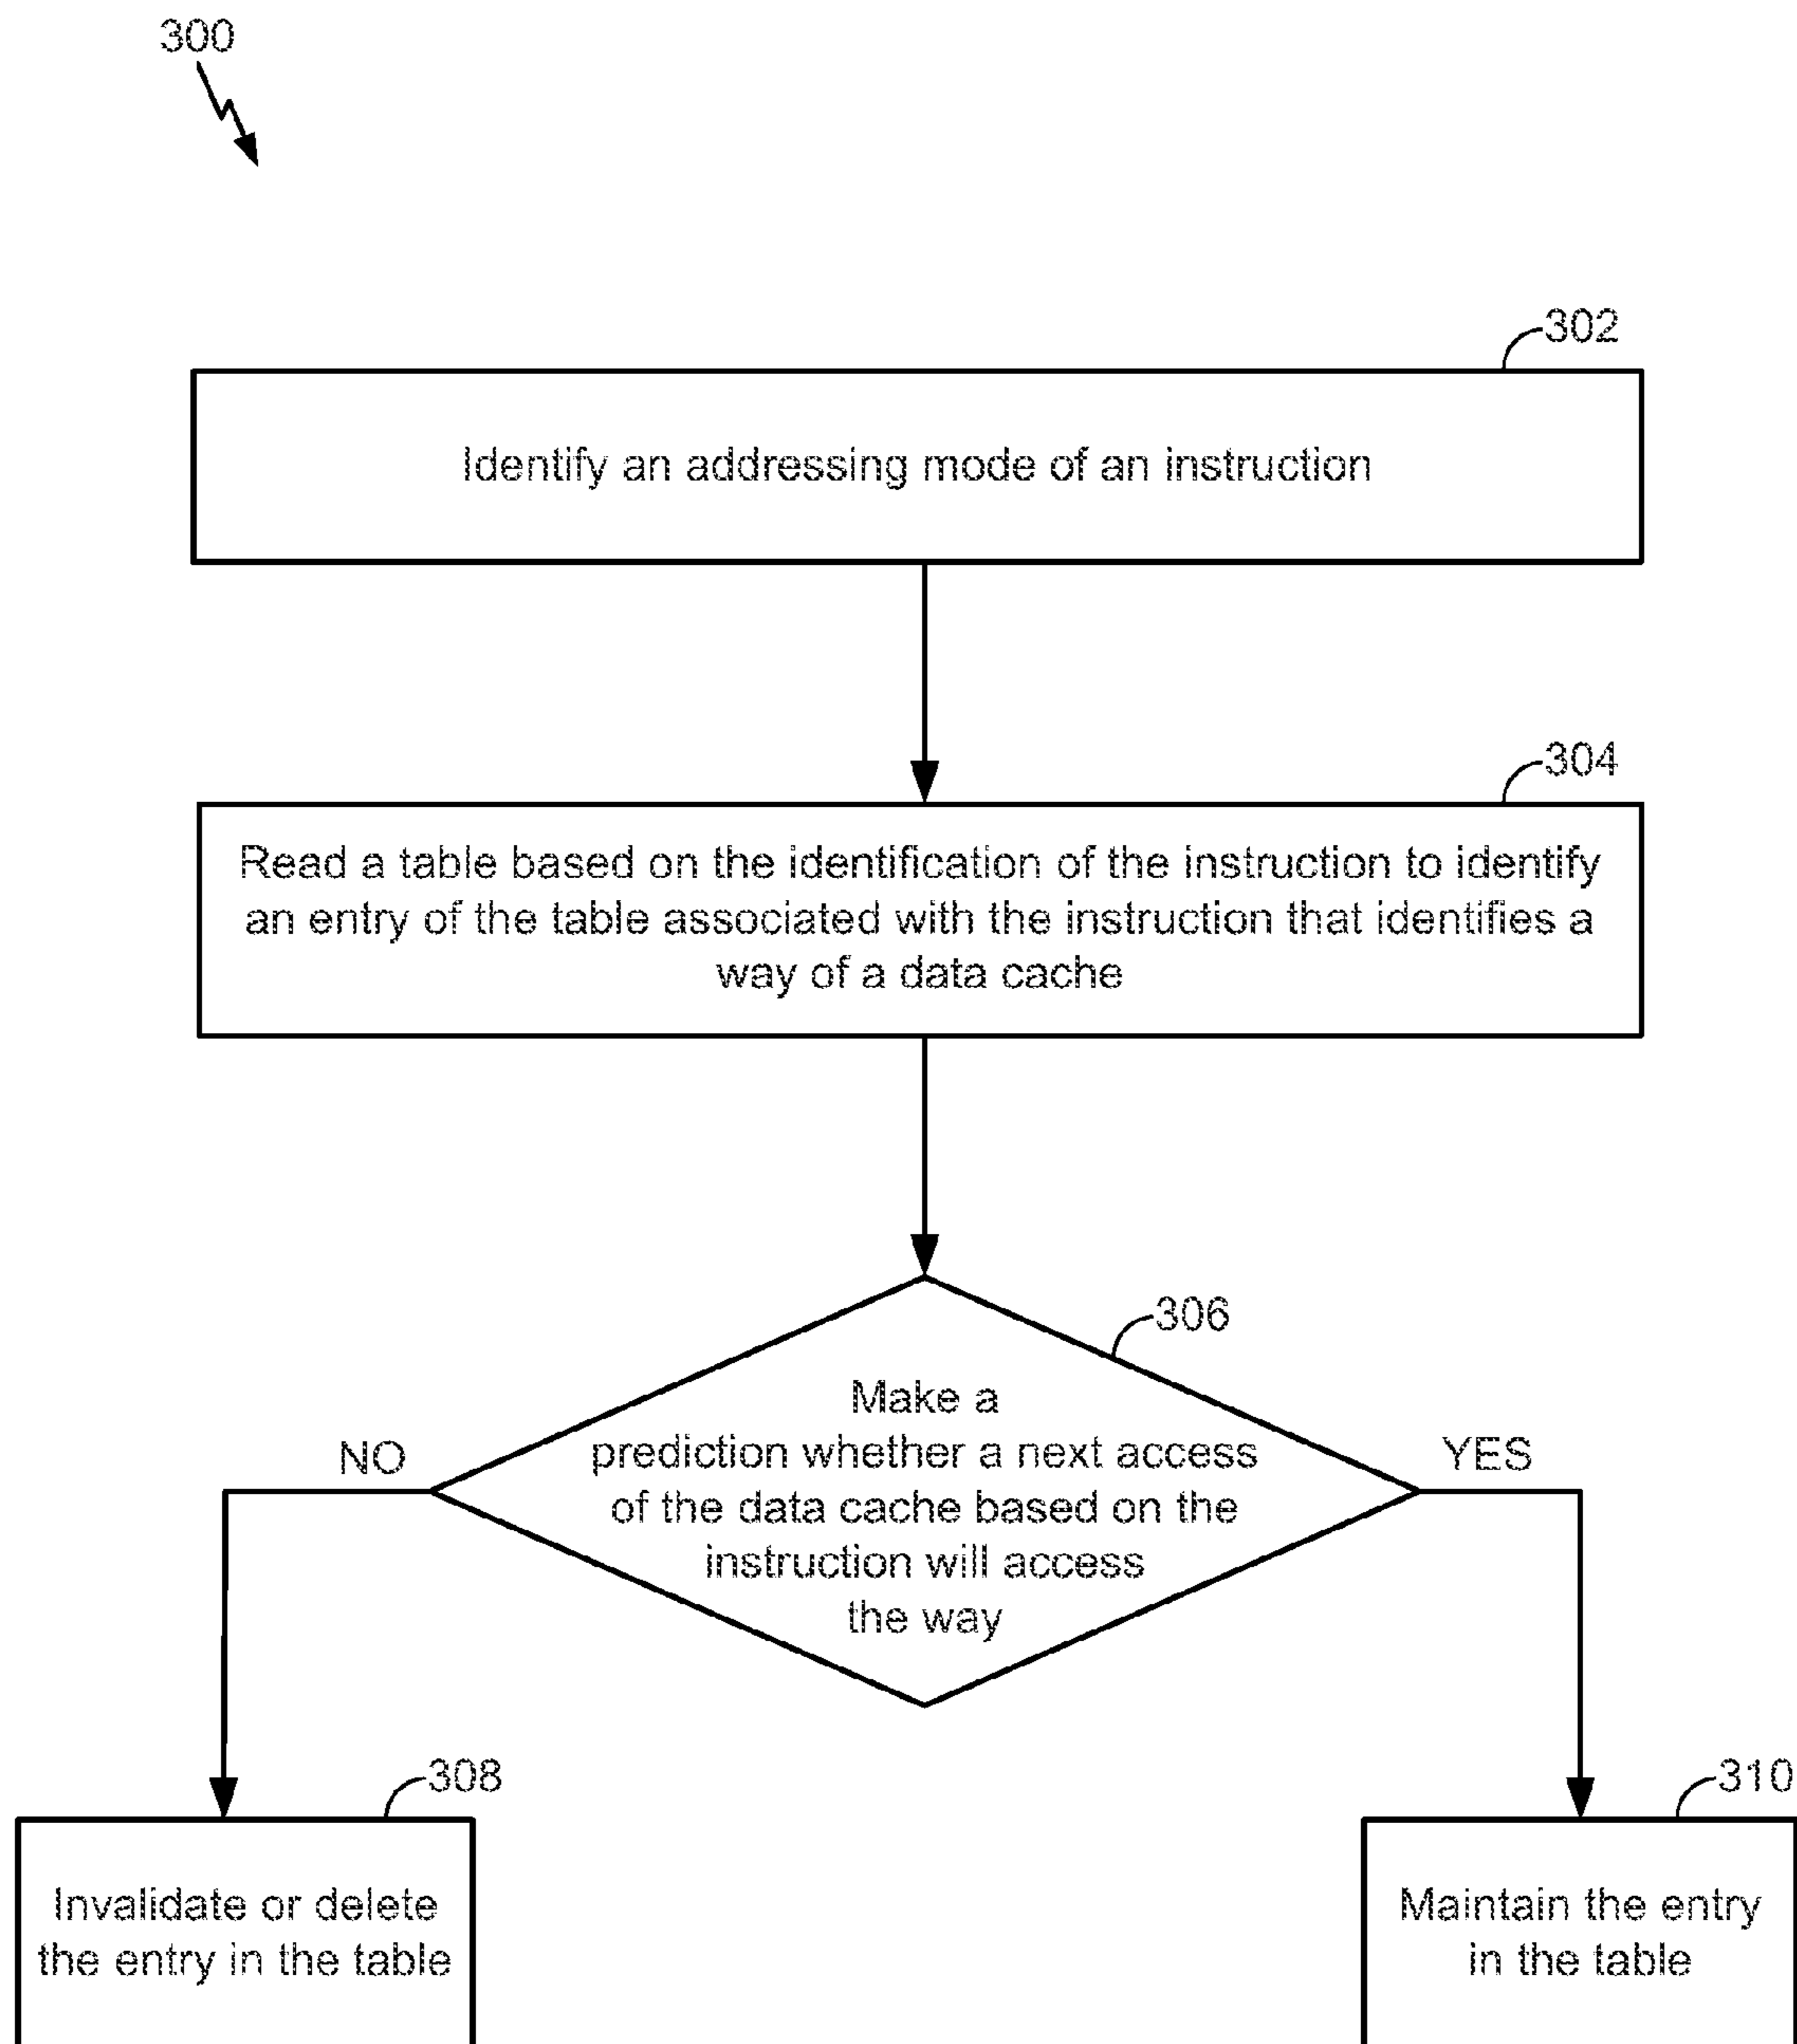 300
302
Identify an addressing mode of an instruction
304
Read a table based on the identification of the instruction to identify
an entry of the table associated with the instruction that identifies a
way of a data cache
306
Make a
prediction whether a next access
of the data cache based on the
instruction will access
the way
NO
YES
308
Invalidate or delete
the entry in the table
310
Maintain the entry
in the table